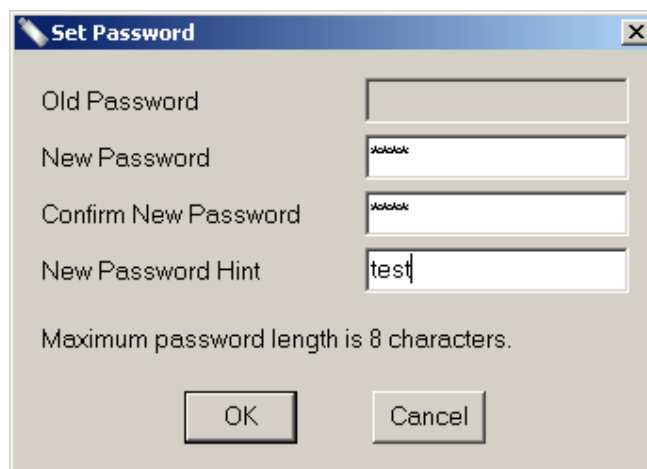 Set Password
Old Password
New Password ****
Confirm New Password ****
New Password Hint test
Maximum password length is 8 characters.
OK Cancel